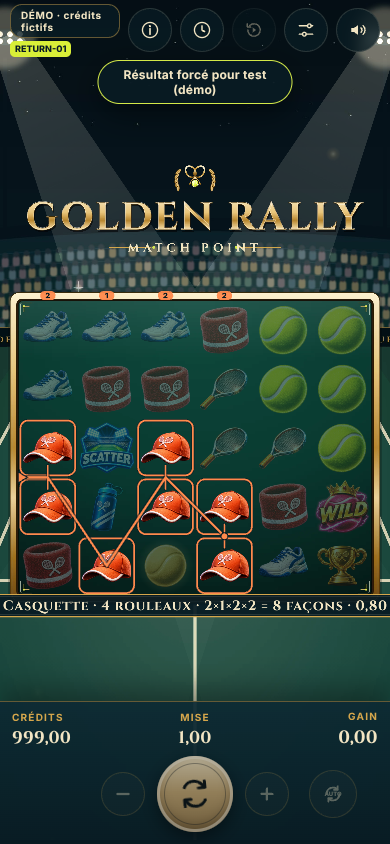 DÉMO · crédits
fictifs
RETURN-01
Résultat forcé pour test
(démo)
GOLDEN RALLY
MATCH POINT
2 1 2 2
SCATTER
WILD
CASQUETTE · 4 ROULEAUX · 2×1×2×2 = 8 FAÇONS · 0,80
CRÉDITS MISE GAIN
999,00 1,00 0,00